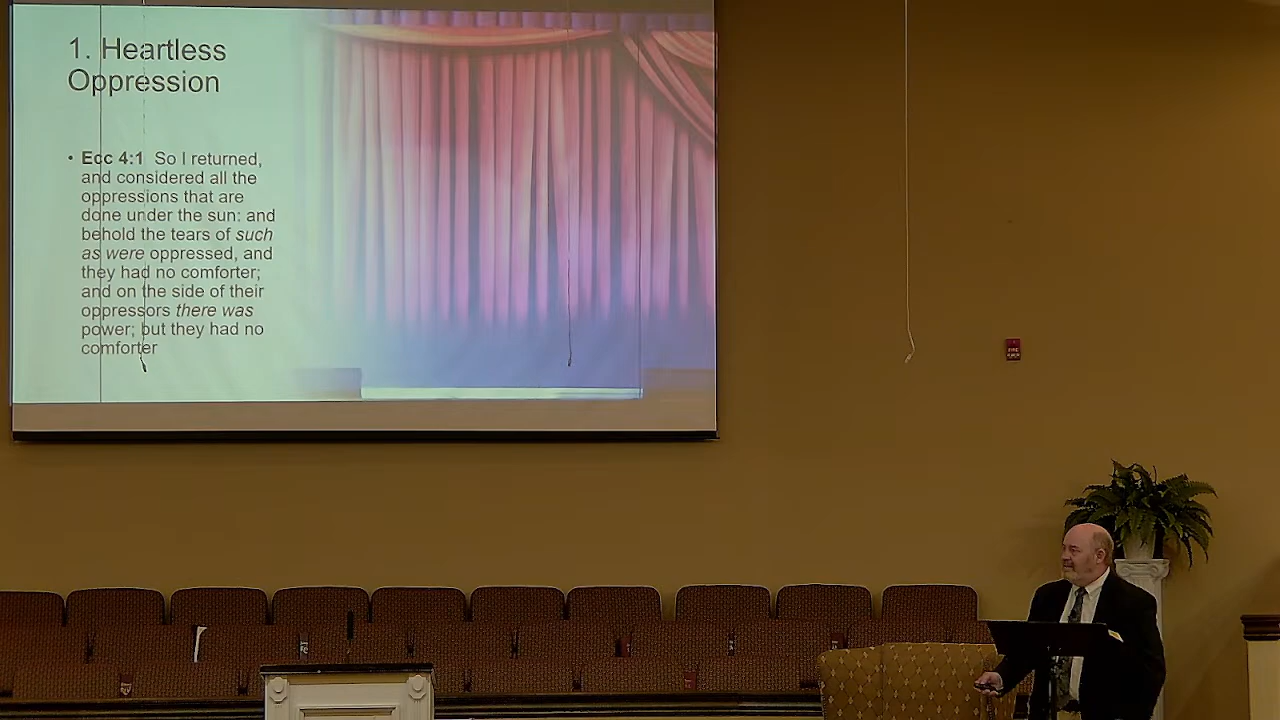 1. Heartless
Oppression
• Ecc 4:1 So I returned,
and considered all the
oppressions that are
done under the sun: and
behold the tears of such
as were oppressed, and
they had no comforter;
and on the side of their
oppressors there was
power; but they had no
comforter
FIRE